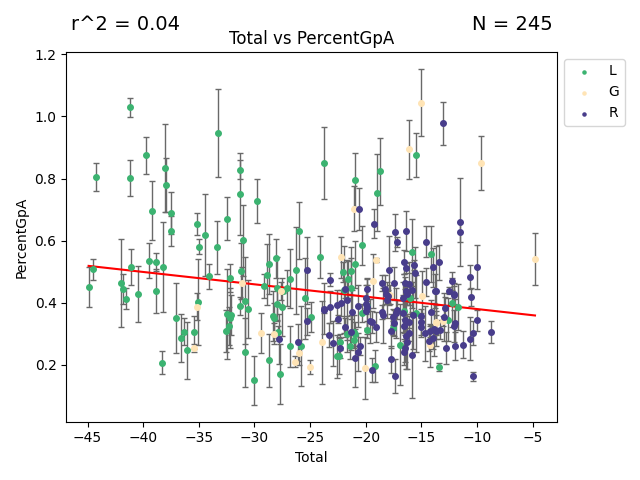 r^2 = 0.04
N = 245
Total vs PercentGpA
L
G
R
1.2
1.0
0.8
0.6
0.4
0.2
PercentGpA
−45 −40 −35 −30 −25 −20 −15 −10 −5
Total